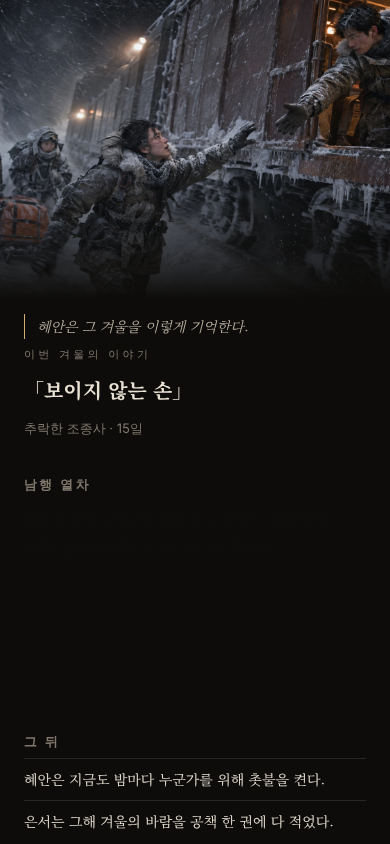 혜안은 그 겨울을 이렇게 기억한다.
이번 겨울의 이야기
「보이지 않는 손」
추락한 조종사 · 15일
남행 열차
그 뒤
혜안은 지금도 밤마다 누군가를 위해 촛불을 켠다.
은서는 그해 겨울의 바람을 공책 한 권에 다 적었다.